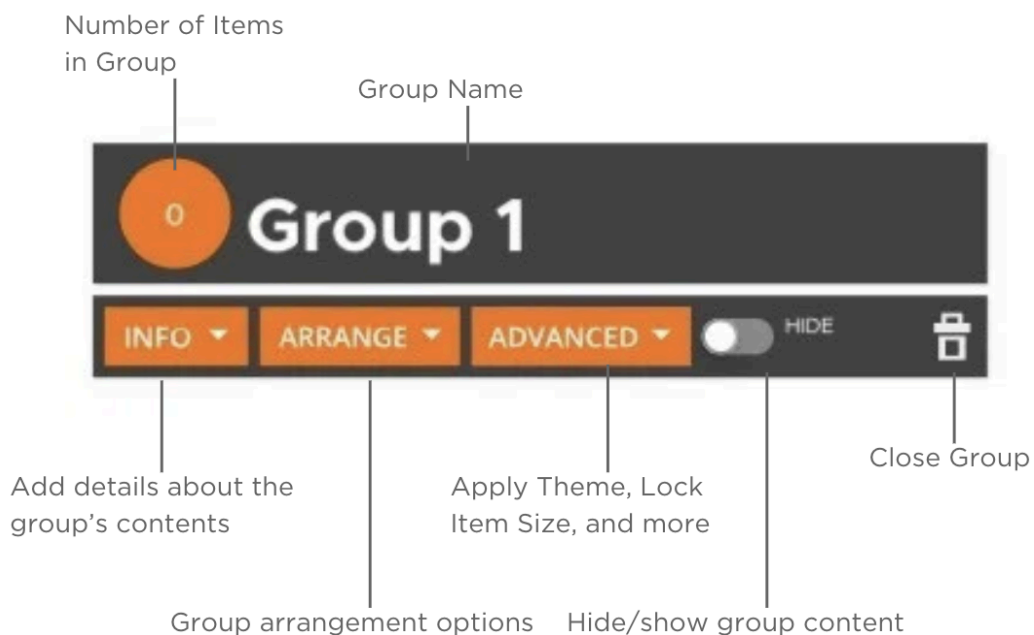 Number of Items
in Group
Group Name
0
Group 1
INFO
ARRANGE
ADVANCED
HIDE
Close Group
Add details about the
group's contents
Apply Theme, Lock
Item Size, and more
Group arrangement options
Hide/show group content